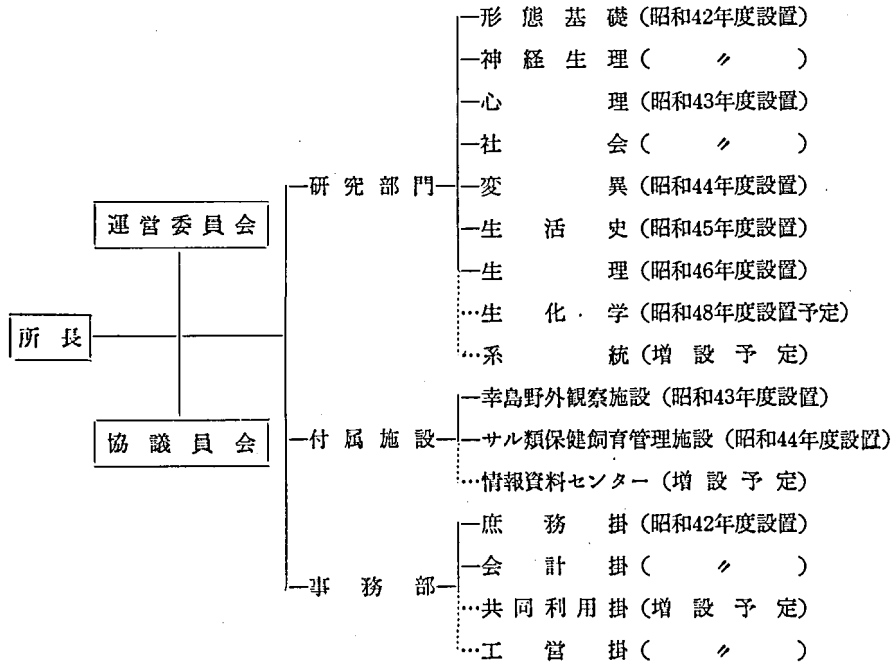 形態基礎(昭和42年度設置)
神経生理(〃)
心理(昭和43年度設置)
社会(〃)
研究部門
変異(昭和44年度設置)
運営委員会
生活史(昭和45年度設置)
生理(昭和46年度設置)
生化学(昭和48年度設置予定)
所長
系統(増設予定)
幸島野外観察施設(昭和43年度設置)
協議員会
付属施設
サル類保健飼育管理施設(昭和44年度設置)
情報資料センター(増設予定)
庶務掛(昭和42年度設置)
会計掛(〃)
事務部
共同利用掛(増設予定)
工営掛(〃)